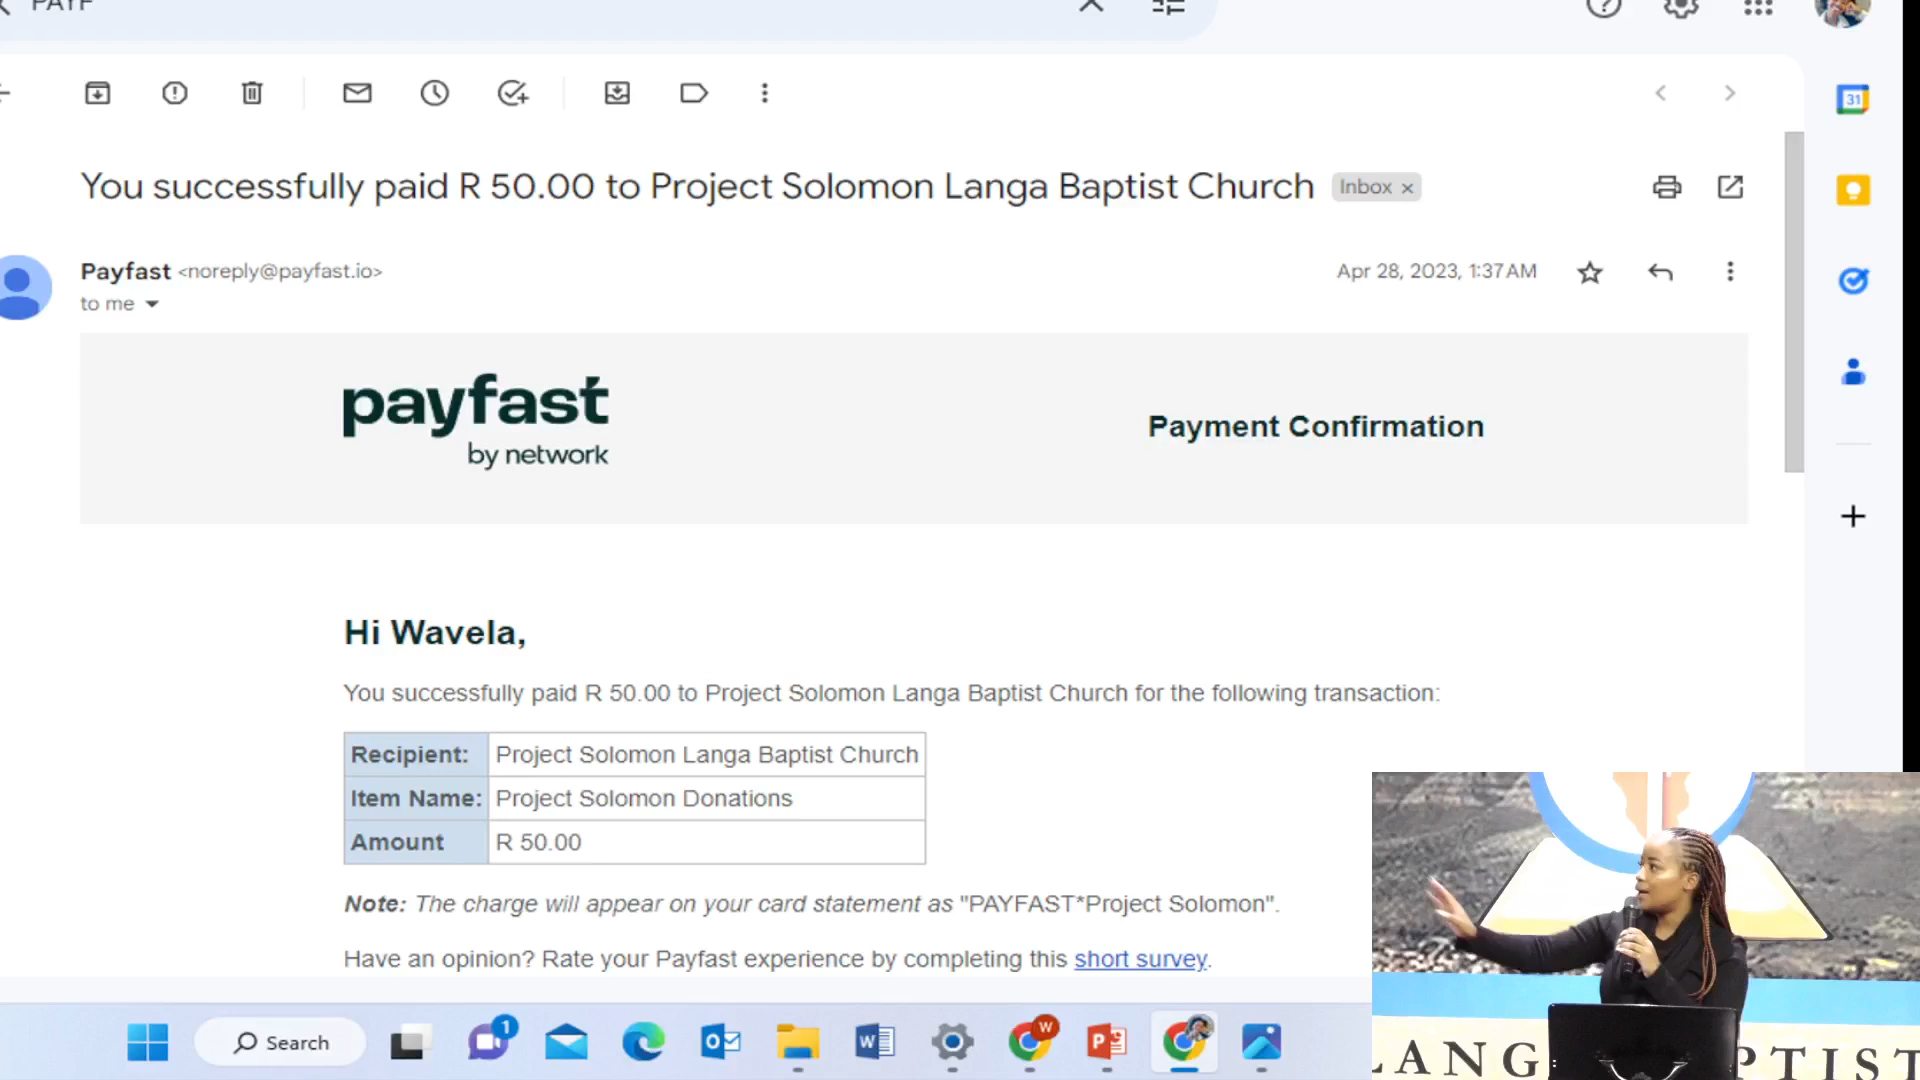 PAYF
You successfully paid R 50.00 to Project Solomon Langa Baptist Church Inbox ×
Payfast <noreply@payfast.io>
Apr 28, 2023, 1:37 AM
to me
31
payfast
by network
Payment Confirmation
Hi Wavela,
You successfully paid R 50.00 to Project Solomon Langa Baptist Church for the following transaction:
Recipient: Project Solomon Langa Baptist Church
Item Name: Project Solomon Donations
Amount R 50.00
Note: The charge will appear on your card statement as "PAYFAST*Project Solomon".
Have an opinion? Rate your Payfast experience by completing this short survey.
Search
1
W